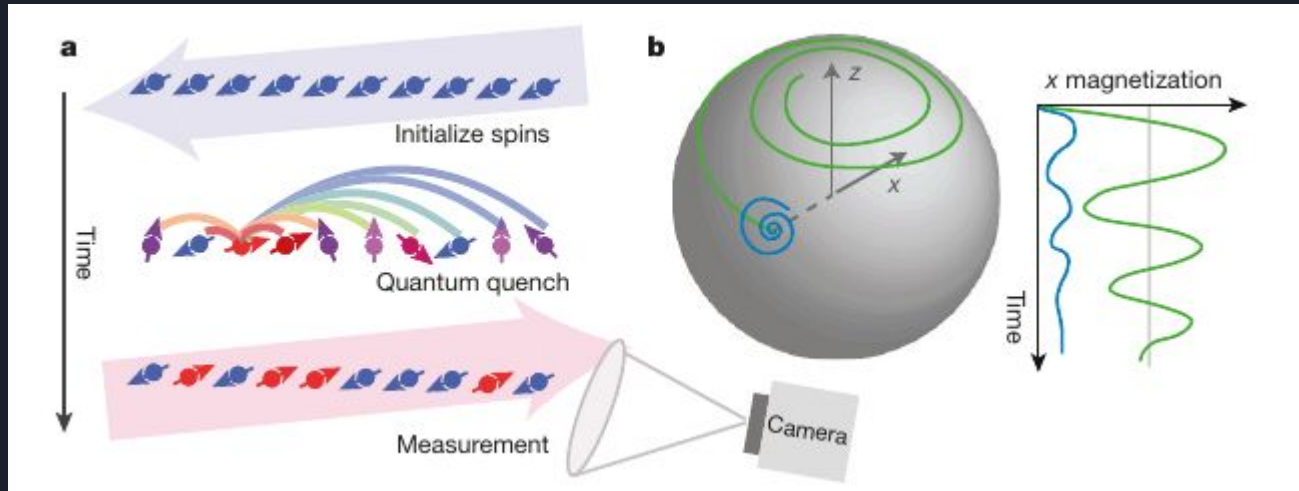 a
Initialize spins
Time
Quantum quench
Measurement
Camera
b
z
x
x magnetization
Time